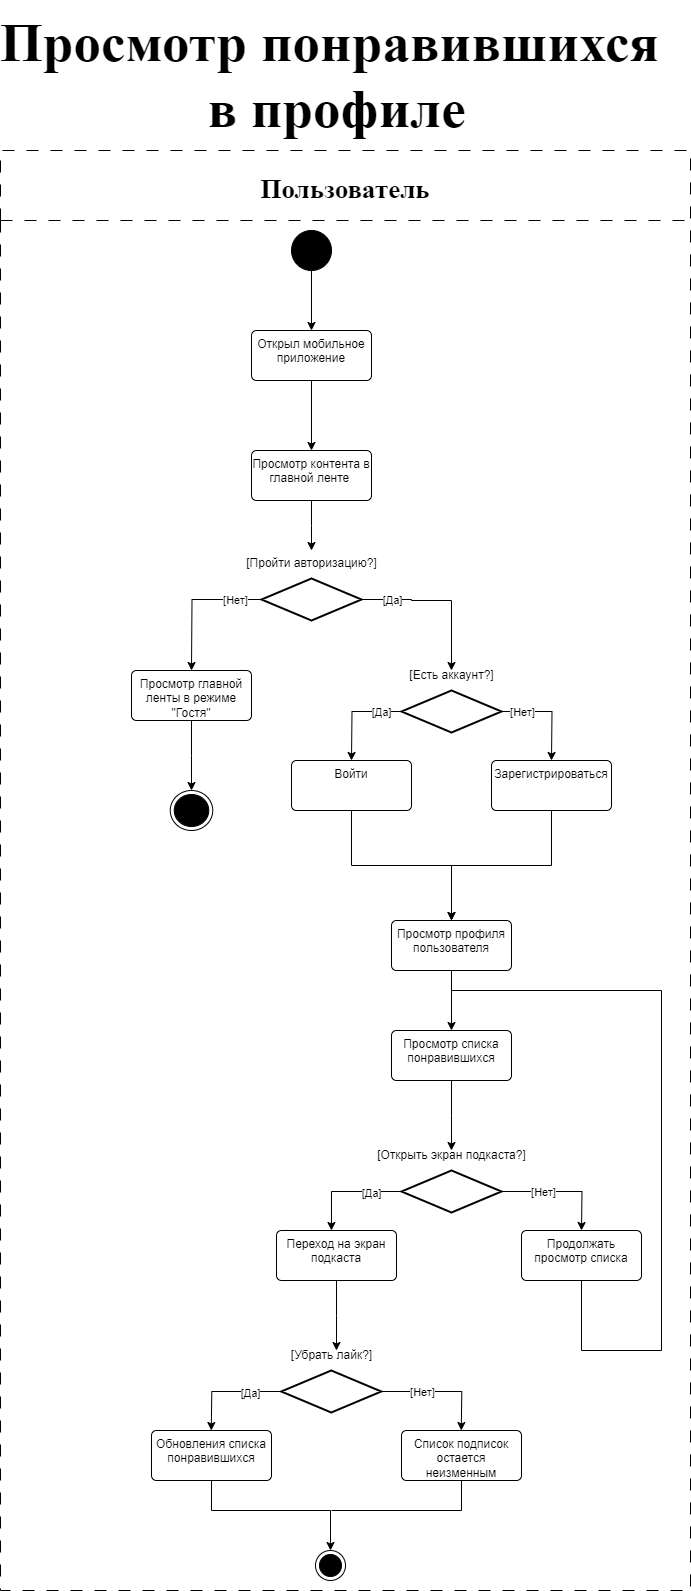 Просмотр понравившихся
в профиле
Пользователь
Открыл мобильное
приложение
Просмотр контента в
главной ленте
[Пройти авторизацию?]
[Нет]
[Да]
Просмотр главной
ленты в режиме
"Гостя"
[Есть аккаунт?]
[Да]
[Нет]
Войти
Зарегистрироваться
Просмотр профиля
пользователя
Просмотр списка
понравившихся
[Открыть экран подкаста?]
[Да]
[Нет]
Переход на экран
подкаста
Продолжать
просмотр списка
[Убрать лайк?]
[Да]
[Нет]
Обновления списка
понравившихся
Список подписок
остается
неизменным